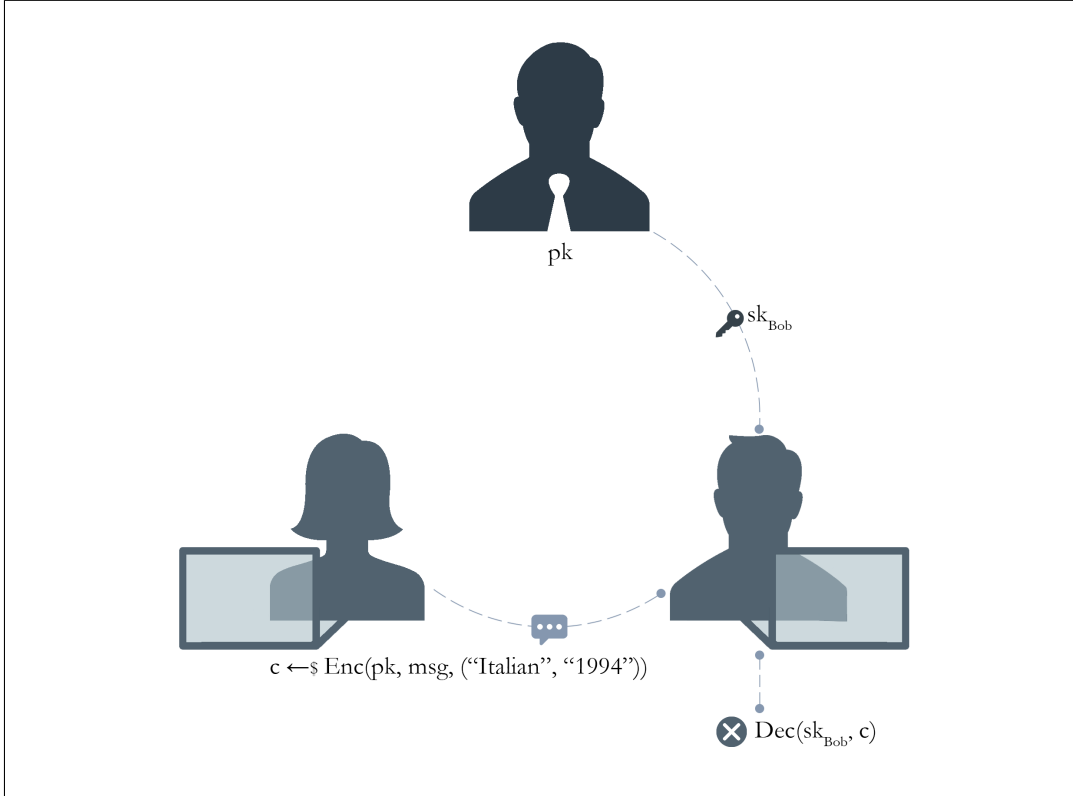 pk
sk_Bob
c ←$ Enc(pk, msg, (“Italian”, “1994”))
Dec(sk_Bob, c)